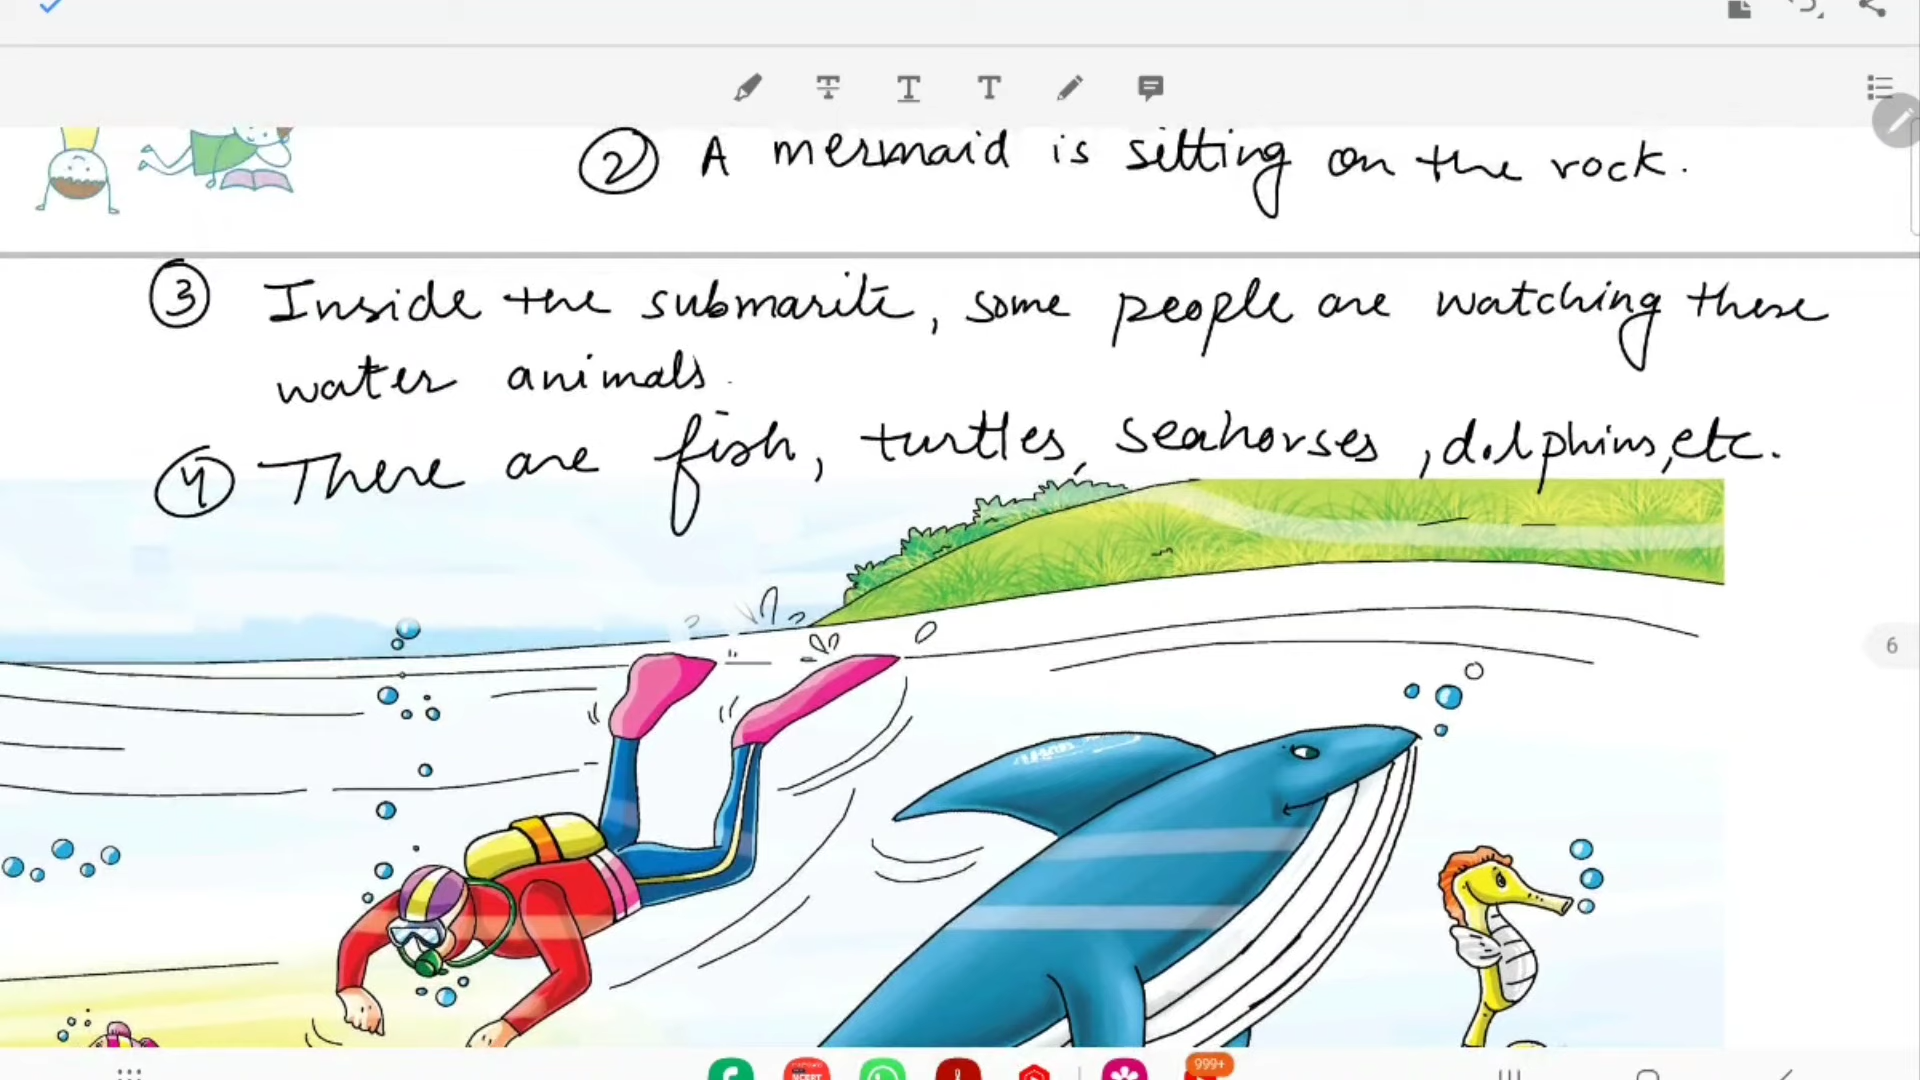 ② A mermaid is sitting on the rock.
③ Inside the submarite, some people are watching these
water animals.
④ There are fish, turtles, seahorses, dolphins, etc.
6
999+